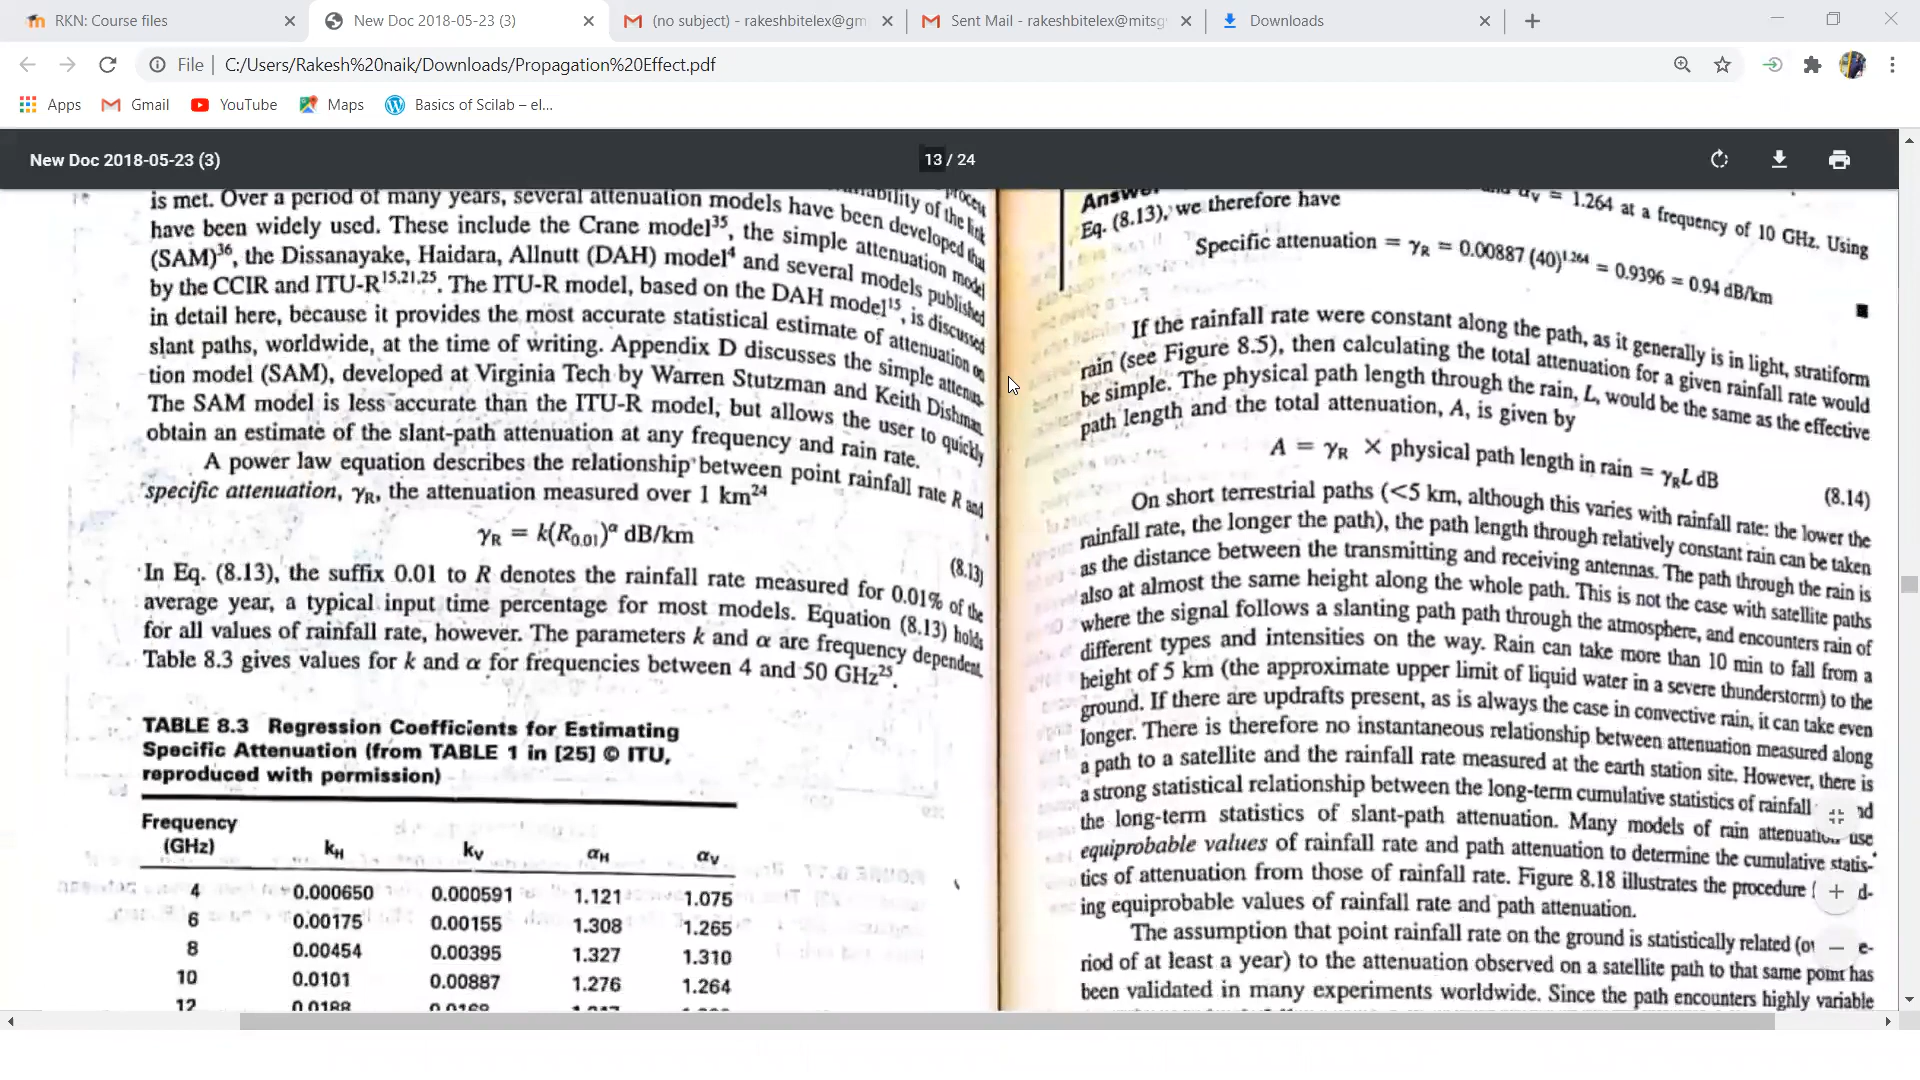 RKN: Course files
New Doc 2018-05-23 (3)
(no subject) - rakeshbitelex@gm
Sent Mail - rakeshbitelex@mitsg
Downloads
File
C:/Users/Rakesh%20naik/Downloads/Propagation%20Effect.pdf
Apps
Gmail
YouTube
Maps
Basics of Scilab – el...
New Doc 2018-05-23 (3)
13 / 24
of the link
is met. Over a period of many years, several attenuation models have been developed that
have been widely used. These include the Crane model³⁵, the simple attenuation model
(SAM)³⁶, the Dissanayake, Haidara, Allnutt (DAH) model⁴ and several models published
by the CCIR and ITU-R¹⁵·²¹·²⁵. The ITU-R model, based on the DAH model¹⁵, is discussed
in detail here, because it provides the most accurate statistical estimate of attenuation on
slant paths, worldwide, at the time of writing. Appendix D discusses the simple attenua-
tion model (SAM), developed at Virginia Tech by Warren Stutzman and Keith Dishman.
The SAM model is less accurate than the ITU-R model, but allows the user to quickly
obtain an estimate of the slant-path attenuation at any frequency and rain rate.
A power law equation describes the relationship between point rainfall rate R and
specific attenuation, γR, the attenuation measured over 1 km²⁴
γR = k(R0.01)^α dB/km
(8.13)
In Eq. (8.13), the suffix 0.01 to R denotes the rainfall rate measured for 0.01% of the
average year, a typical input time percentage for most models. Equation (8.13) holds
for all values of rainfall rate, however. The parameters k and α are frequency dependent.
Table 8.3 gives values for k and α for frequencies between 4 and 50 GHz²⁵.
TABLE 8.3 Regression Coefficients for Estimating
Specific Attenuation (from TABLE 1 in [25] © ITU,
reproduced with permission)
Frequency
(GHz) kH kV αH αV
4 0.000650 0.000591 1.121 1.075
6 0.00175 0.00155 1.308 1.265
8 0.00454 0.00395 1.327 1.310
10 0.0101 0.00887 1.276 1.264
12 0.0188
Answer
αV = 1.264 at a frequency of 10 GHz. Using
Eq. (8.13), we therefore have
Specific attenuation = γR = 0.00887 (40)^1.264 = 0.9396 = 0.94 dB/km
If the rainfall rate were constant along the path, as it generally is in light, stratiform
rain (see Figure 8.5), then calculating the total attenuation for a given rainfall rate would
be simple. The physical path length through the rain, L, would be the same as the effective
path length and the total attenuation, A, is given by
A = γR × physical path length in rain = γRL dB
(8.14)
On short terrestrial paths (<5 km, although this varies with rainfall rate: the lower the
rainfall rate, the longer the path), the path length through relatively constant rain can be taken
as the distance between the transmitting and receiving antennas. The path through the rain is
also at almost the same height along the whole path. This is not the case with satellite paths
where the signal follows a slanting path path through the atmosphere, and encounters rain of
different types and intensities on the way. Rain can take more than 10 min to fall from a
height of 5 km (the approximate upper limit of liquid water in a severe thunderstorm) to the
ground. If there are updrafts present, as is always the case in convective rain, it can take even
longer. There is therefore no instantaneous relationship between attenuation measured along
a path to a satellite and the rainfall rate measured at the earth station site. However, there is
a strong statistical relationship between the long-term cumulative statistics of rainfall
the long-term statistics of slant-path attenuation. Many models of rain attenuation use
equiprobable values of rainfall rate and path attenuation to determine the cumulative statis-
tics of attenuation from those of rainfall rate. Figure 8.18 illustrates the procedure
ing equiprobable values of rainfall rate and path attenuation.
The assumption that point rainfall rate on the ground is statistically related
riod of at least a year) to the attenuation observed on a satellite path to that same point has
been validated in many experiments worldwide. Since the path encounters highly variable